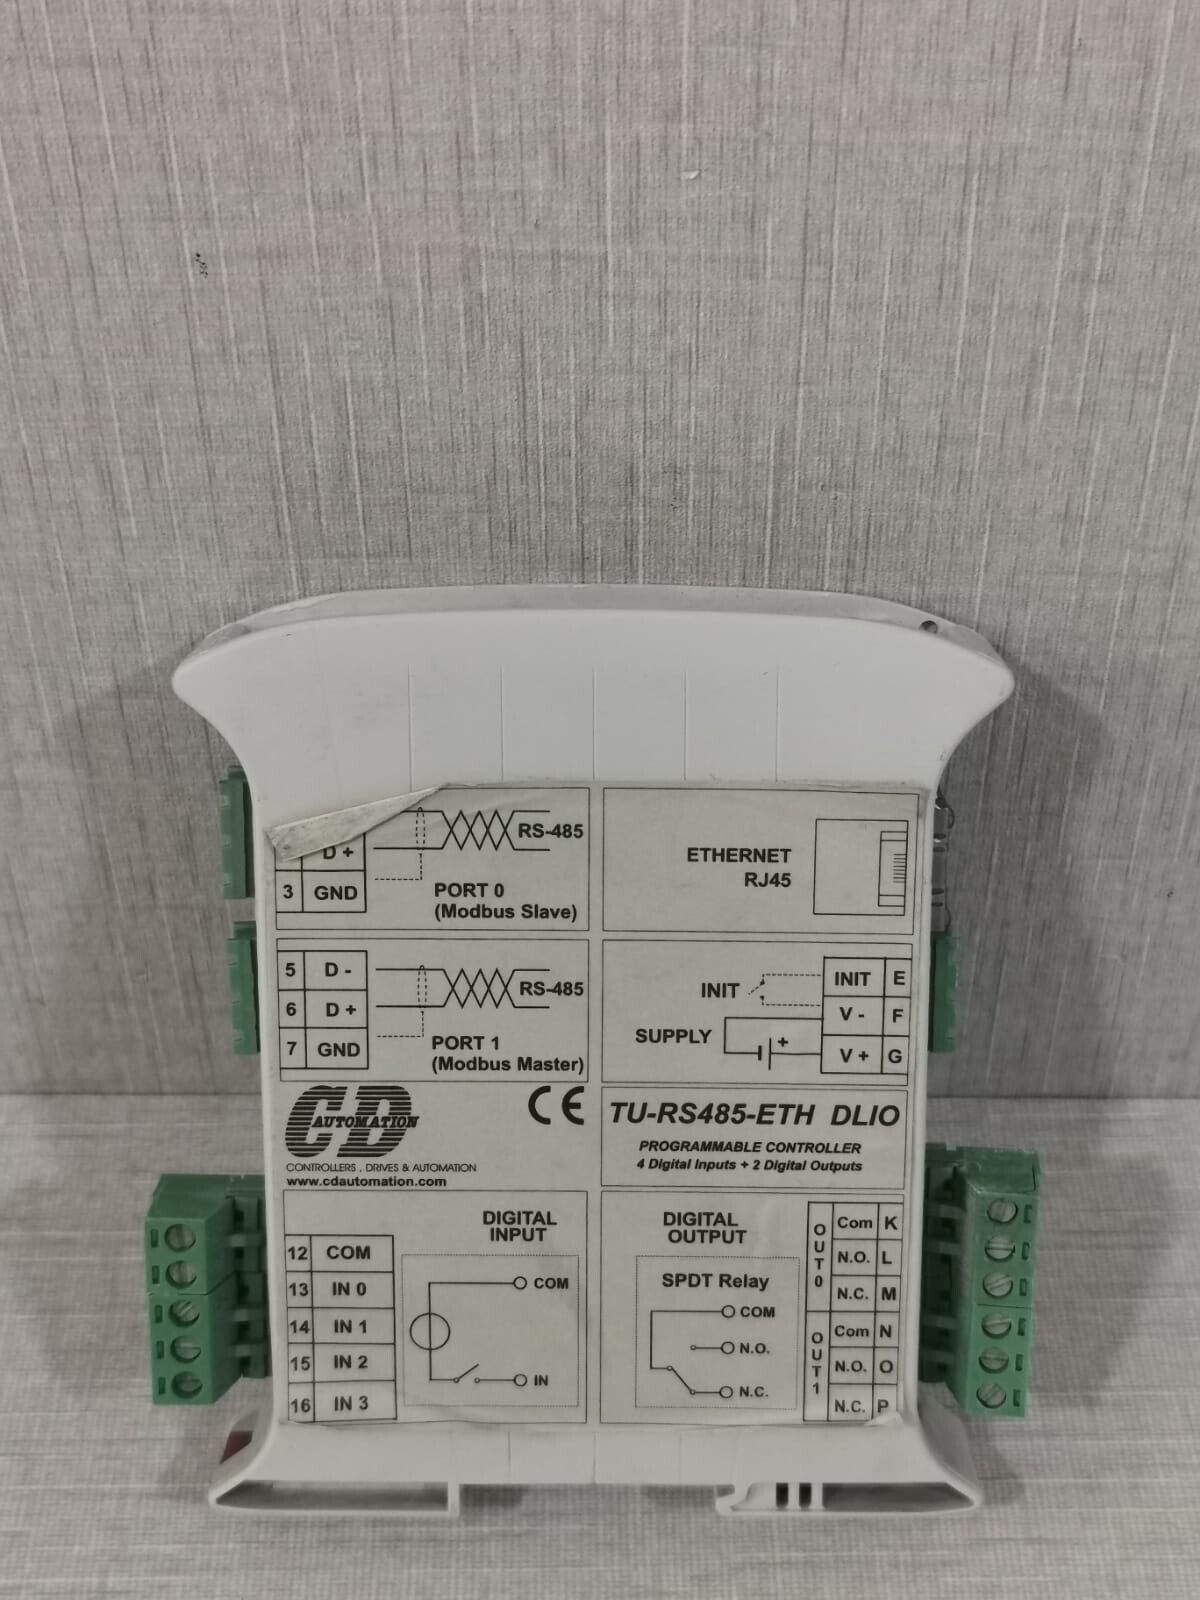 D +
3 GND
RS-485
PORT 0
(Modbus Slave)
ETHERNET
RJ45
5 D -
6 D +
7 GND
RS-485
PORT 1
(Modbus Master)
INIT
SUPPLY
+
INIT E
V - F
V + G
CD
AUTOMATION
CONTROLLERS , DRIVES & AUTOMATION
www.cdautomation.com
CE
TU-RS485-ETH DLIO
PROGRAMMABLE CONTROLLER
4 Digital Inputs + 2 Digital Outputs
DIGITAL
INPUT
12 COM
13 IN 0
14 IN 1
15 IN 2
16 IN 3
COM
IN
DIGITAL
OUTPUT
SPDT Relay
COM
N.O.
N.C.
OUT0
Com K
N.O. L
N.C. M
OUT1
Com N
N.O. O
N.C. P